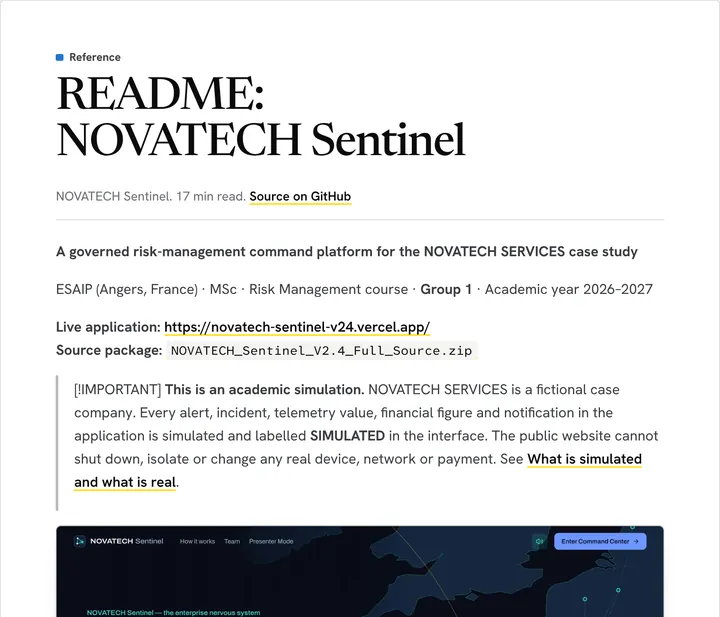 Reference
README:
NOVATECH Sentinel
NOVATECH Sentinel. 17 min read. Source on GitHub
A governed risk-management command platform for the NOVATECH SERVICES case study
ESAIP (Angers, France) · MSc · Risk Management course · Group 1 · Academic year 2026–2027
Live application: https://novatech-sentinel-v24.vercel.app/
Source package: NOVATECH_Sentinel_V2.4_Full_Source.zip
[!IMPORTANT] This is an academic simulation. NOVATECH SERVICES is a fictional case
company. Every alert, incident, telemetry value, financial figure and notification in the
application is simulated and labelled SIMULATED in the interface. The public website cannot
shut down, isolate or change any real device, network or payment. See What is simulated
and what is real.
NOVATECH Sentinel How it works Team Presenter Mode Enter Command Center →
NOVATECH Sentinel — the enterprise nervous system